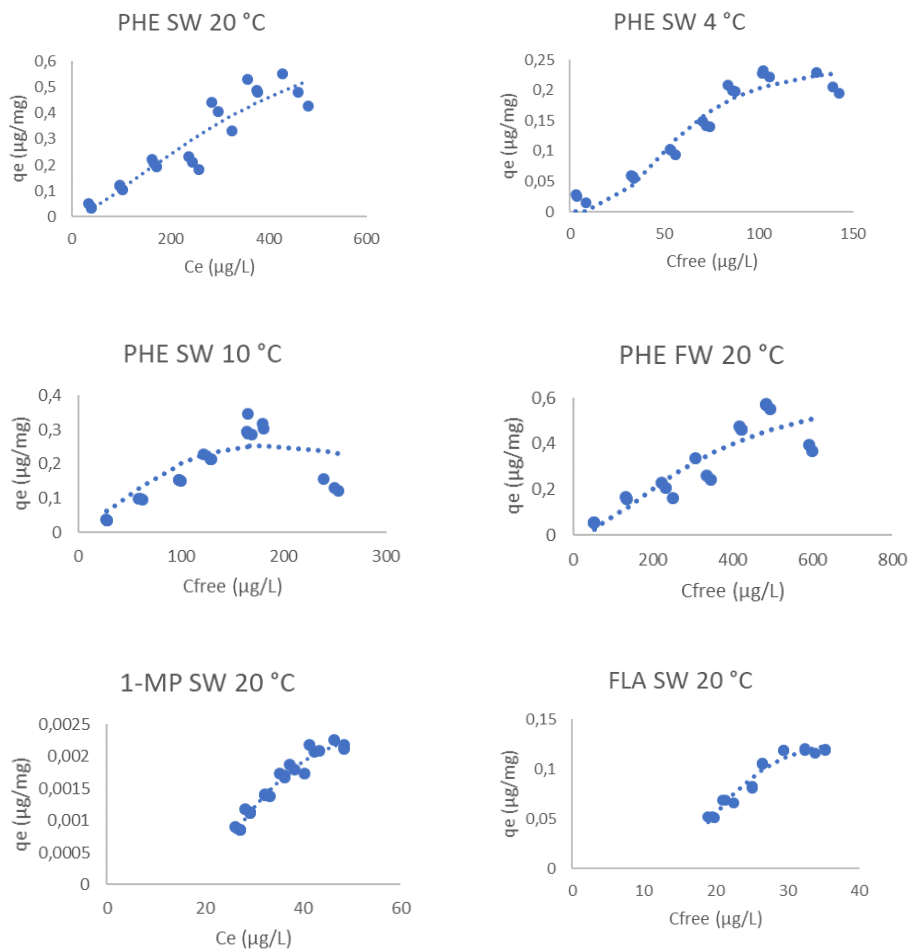 PHE SW 20 °C
0,6
0,5
0,4
0,3
0,2
0,1
0
qe (µg/mg)
0 200 400 600
Ce (µg/L)
PHE SW 4 °C
0,25
0,2
0,15
0,1
0,05
0
qe (µg/mg)
0 50 100 150
Cfree (µg/L)
PHE SW 10 °C
0,4
0,3
0,2
0,1
0
qe (µg/mg)
0 100 200 300
Cfree (µg/L)
PHE FW 20 °C
0,6
0,4
0,2
0
qe (µg/mg)
0 200 400 600 800
Cfree (µg/L)
1-MP SW 20 °C
0,0025
0,002
0,0015
0,001
0,0005
0
qe (µg/mg)
0 20 40 60
Ce (µg/L)
FLA SW 20 °C
0,15
0,1
0,05
0
qe (µg/mg)
0 10 20 30 40
Cfree (µg/L)